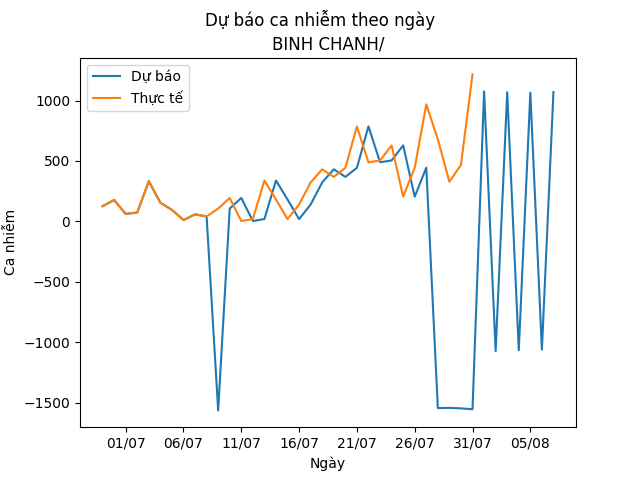 Dự báo ca nhiễm theo ngày
BINH CHANH/
Dự báo
Thực tế
1000
500
0
−500
−1000
−1500
Ca nhiễm
01/07 06/07 11/07 16/07 21/07 26/07 31/07 05/08
Ngày